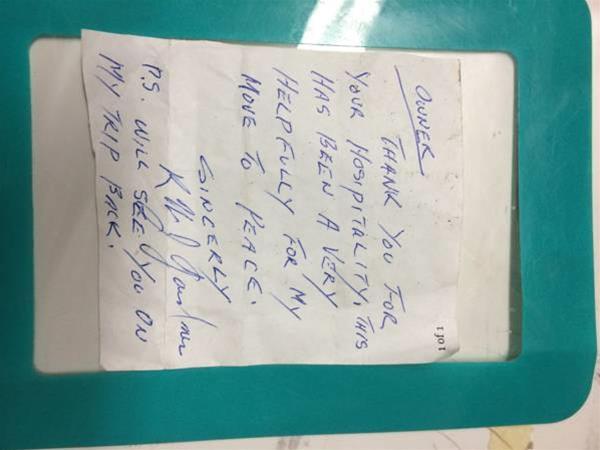 OWNER
THANK YOU FOR
YOUR HOSPITALITY, THIS
HAS BEEN A VERY
HELPFULLY FOR MY
MOVE TO PEACE.
SINCERLY
P.S. WILL SEE YOU ON
MY TRIP BACK.
1 of 1